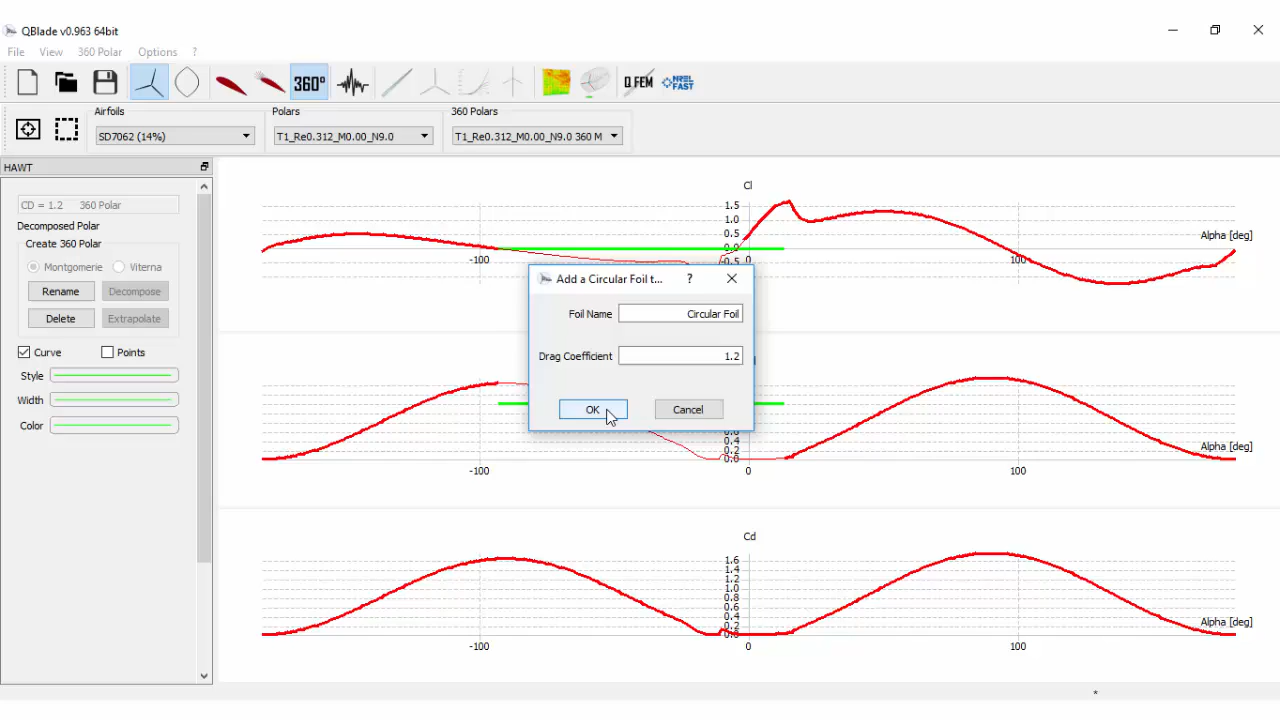 QBlade v0.963 64bit
File View 360 Polar Options ?
360°
Q FEM
NREL
FAST
Airfoils
SD7062 (14%)
Polars
T1_Re0.312_M0.00_N9.0
360 Polars
T1_Re0.312_M0.00_N9.0 360 M
HAWT
CD = 1.2 360 Polar
Decomposed Polar
Create 360 Polar
Montgomerie
Viterna
Rename
Decompose
Delete
Extrapolate
Curve
Points
Style
Width
Color
Cl
1.5
1.0
0.5
0.0
-0.5
-100
0
100
Alpha [deg]
Add a Circular Foil t... ?
Foil Name
Circular Foil
Drag Coefficient
1.2
OK
Cancel
0.4
0.2
0.0
-100
0
100
Alpha [deg]
Cd
1.6
1.4
1.2
1.0
0.8
0.6
0.4
0.2
0.0
-100
0
100
Alpha [deg]
*